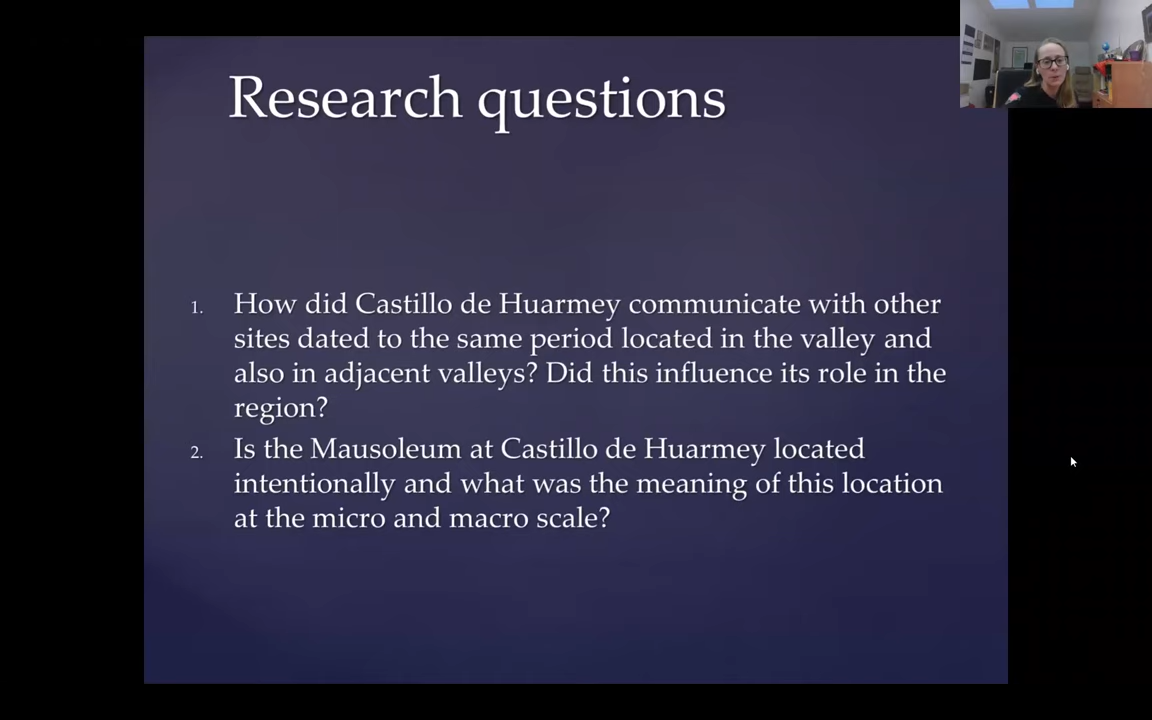 Research questions
1. How did Castillo de Huarmey communicate with other
sites dated to the same period located in the valley and
also in adjacent valleys? Did this influence its role in the
region?
2. Is the Mausoleum at Castillo de Huarmey located
intentionally and what was the meaning of this location
at the micro and macro scale?